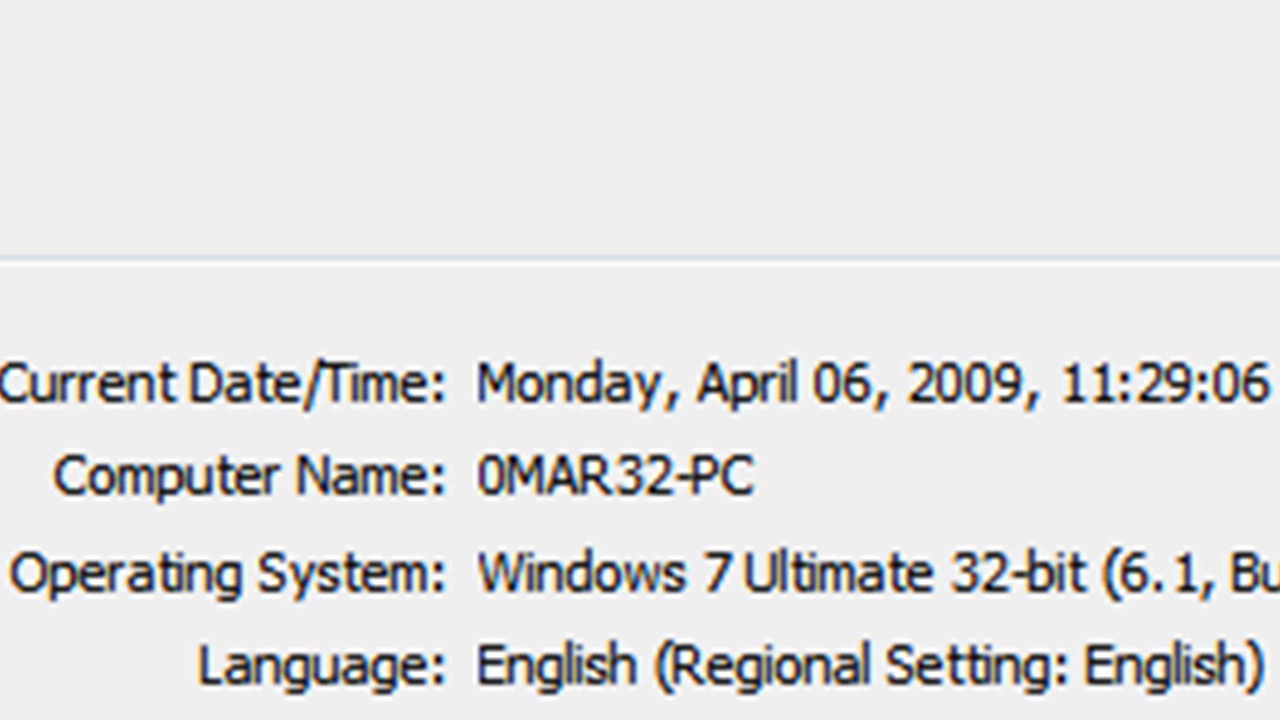 Current Date/Time: Monday, April 06, 2009, 11:29:06
Computer Name: 0MAR32-PC
Operating System: Windows 7 Ultimate 32-bit (6.1, Bu
Language: English (Regional Setting: English)